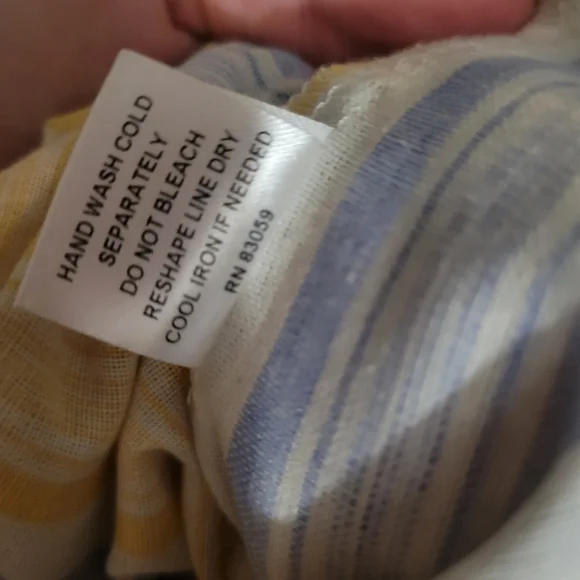 HAND WASH COLD
SEPARATELY
DO NOT BLEACH
RESHAPE LINE DRY
COOL IRON IF NEEDED
RN 83059